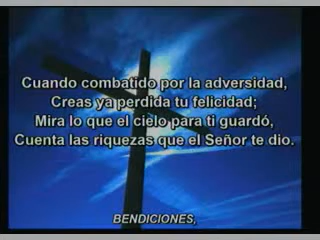 Cuando combatido por la adversidad,
Creas ya perdida tu felicidad;
Mira lo que el cielo para ti guardó,
Cuenta las riquezas que el Señor te dio.
BENDICIONES,